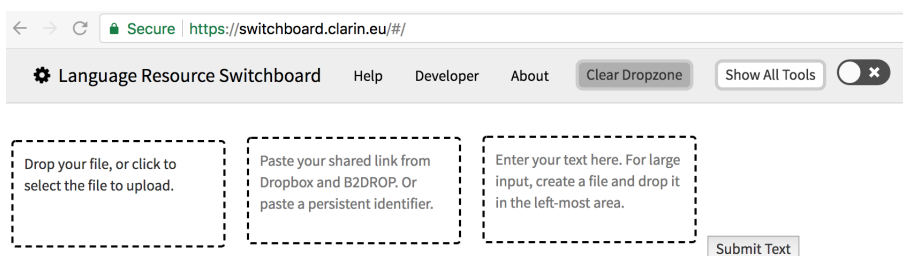 Secure https://switchboard.clarin.eu/#/
Language Resource Switchboard Help Developer About Clear Dropzone Show All Tools
Drop your file, or click to
select the file to upload.
Paste your shared link from
Dropbox and B2DROP. Or
paste a persistent identifier.
Enter your text here. For large
input, create a file and drop it
in the left-most area.
Submit Text